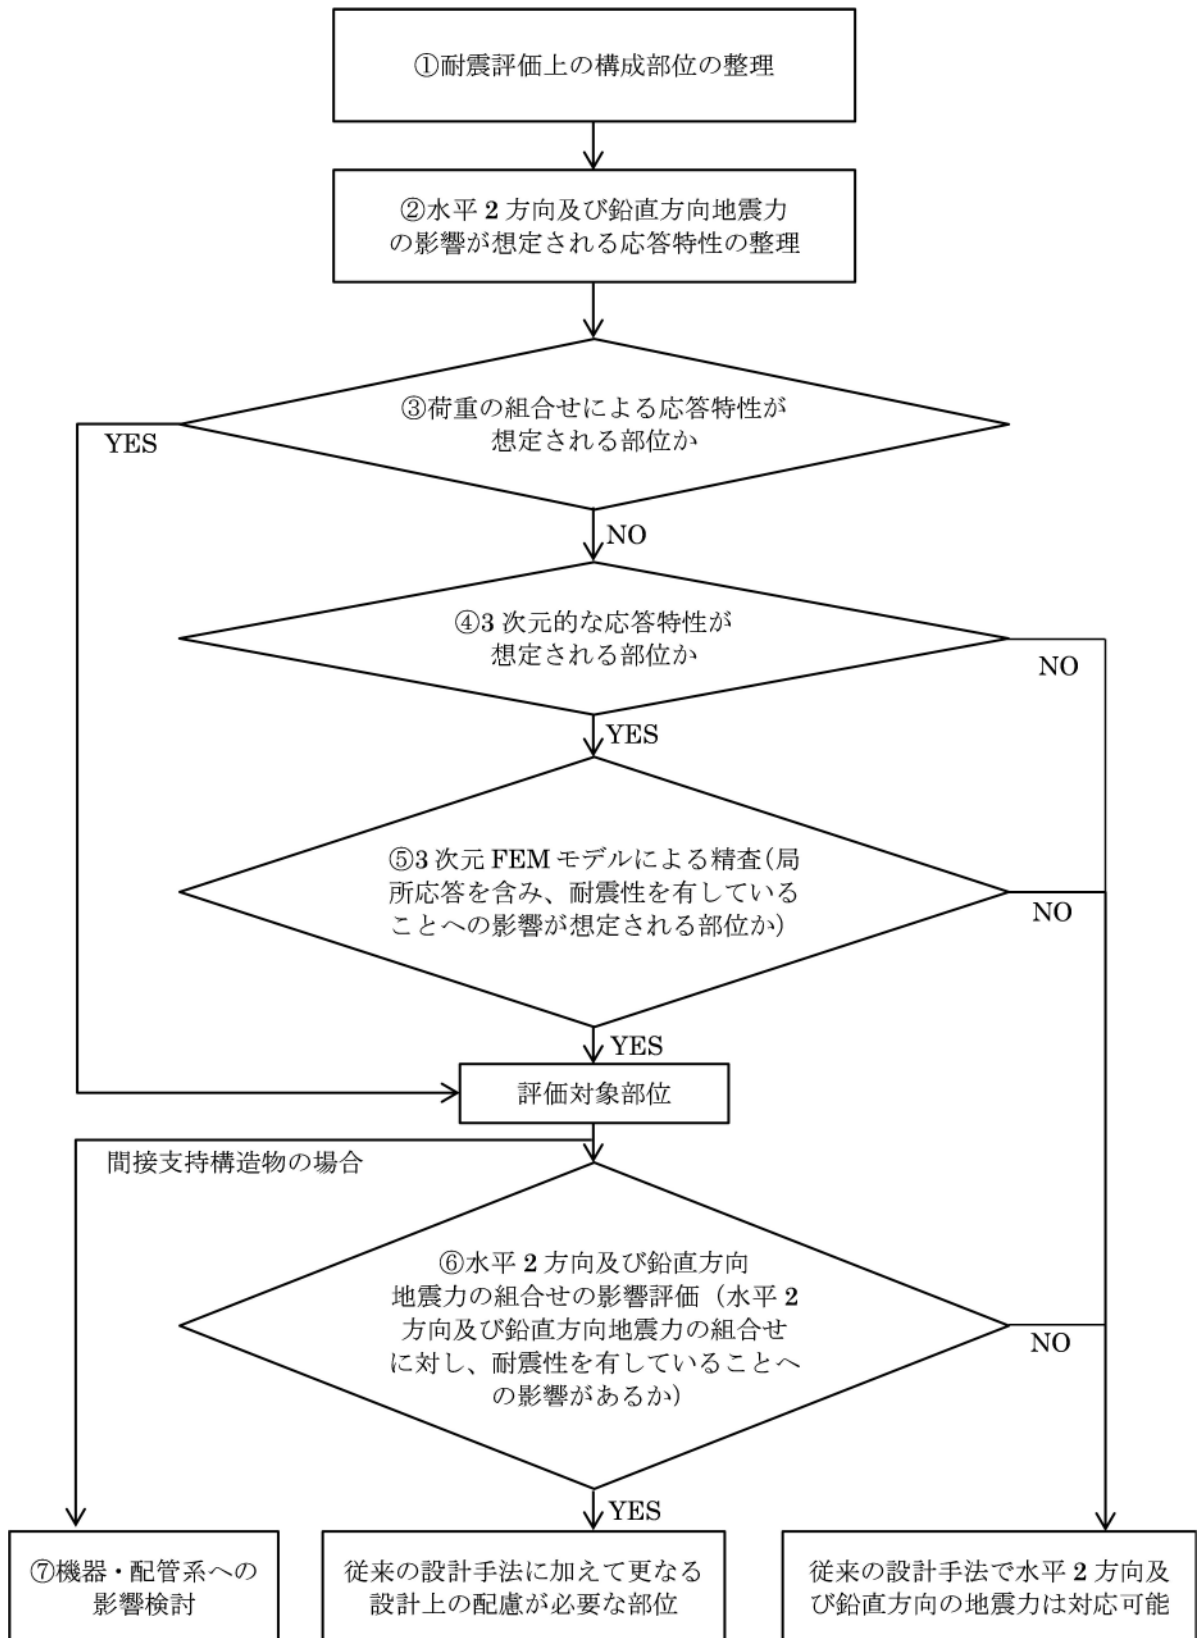 ①耐震評価上の構成部位の整理
②水平 2 方向及び鉛直方向地震力
の影響が想定される応答特性の整理
③荷重の組合せによる応答特性が
想定される部位か
YES
NO
④3 次元的な応答特性が
想定される部位か
NO
YES
⑤3 次元 FEM モデルによる精査(局
所応答を含み、耐震性を有している
ことへの影響が想定される部位か)
NO
YES
評価対象部位
間接支持構造物の場合
⑥水平 2 方向及び鉛直方向
地震力の組合せの影響評価（水平 2
方向及び鉛直方向地震力の組合せ
に対し、耐震性を有していることへ
の影響があるか)
NO
YES
⑦機器・配管系への
影響検討
従来の設計手法に加えて更なる
設計上の配慮が必要な部位
従来の設計手法で水平 2 方向及
び鉛直方向の地震力は対応可能